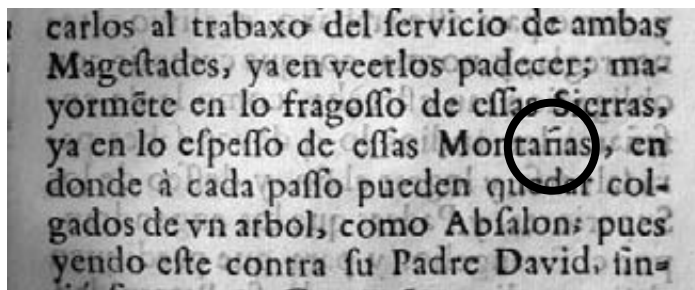 carlos al trabaxo del ſervicio de ambas
Mageſtades, ya en veerlos padecer; ma-
yormẽte en lo fragoſſo de eſſas Sierras,
ya en lo eſpeſſo de eſſas Montañas, en
donde à cada paſſo pueden quedar col-
gados de vn arbol, como Abſalon; pues
yendo eſte contra ſu Padre David, ſin-